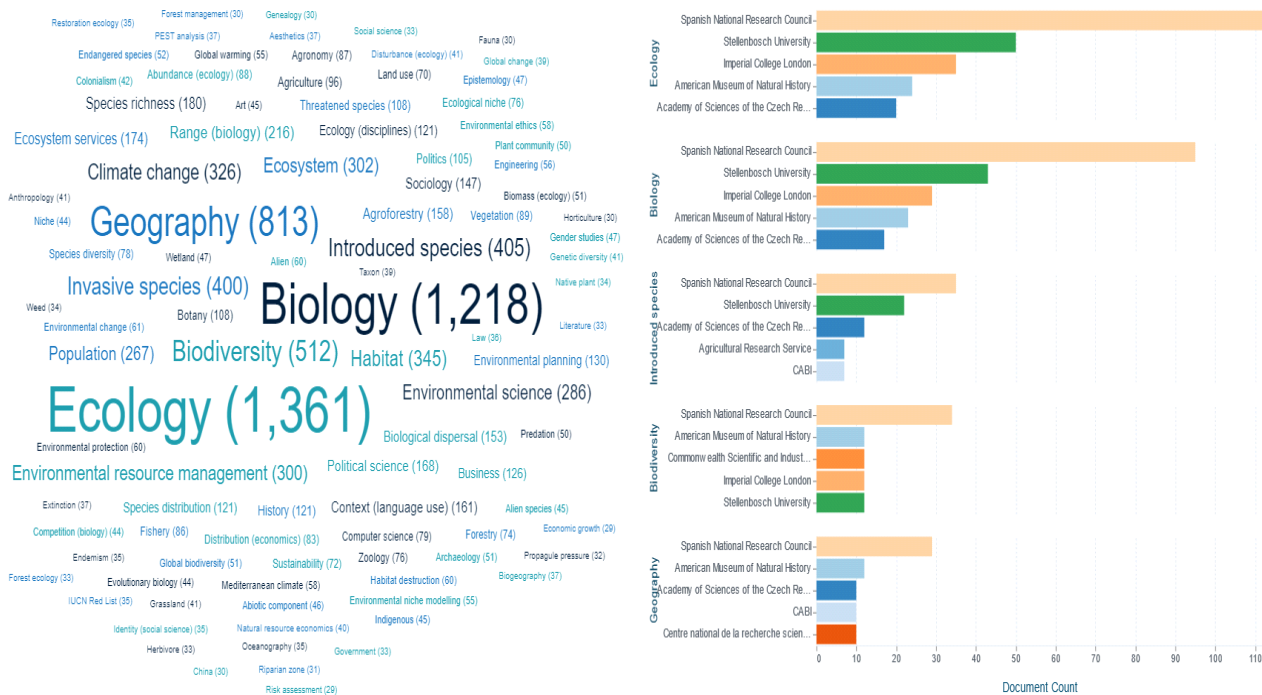 Restoration ecology (35)
Forest management (30)
Genealogy (30)
PEST analysis (37)
Aesthetics (37)
Social science (33)
Fauna (30)
Endangered species (52)
Global warming (55)
Agronomy (87)
Disturbance (ecology) (41)
Global change (39)
Colonialism (42)
Abundance (ecology) (88)
Agriculture (96)
Land use (70)
Epistemology (47)
Species richness (180)
Art (45)
Threatened species (108)
Ecological niche (76)
Ecosystem services (174)
Range (biology) (216)
Ecology (disciplines) (121)
Environmental ethics (58)
Plant community (50)
Climate change (326)
Ecosystem (302)
Politics (105)
Engineering (56)
Sociology (147)
Anthropology (41)
Biomass (ecology) (51)
Niche (44)
Geography (813)
Agroforestry (158)
Vegetation (89)
Horticulture (30)
Introduced species (405)
Gender studies (47)
Species diversity (78)
Wetland (47)
Alien (60)
Genetic diversity (41)
Taxon (39)
Invasive species (400)
Native plant (34)
Weed (34)
Botany (108)
Biology (1,218)
Environmental change (61)
Literature (33)
Law (36)
Population (267)
Biodiversity (512)
Habitat (345)
Environmental planning (130)
Ecology (1,361)
Environmental science (286)
Environmental protection (60)
Biological dispersal (153)
Predation (50)
Environmental resource management (300)
Political science (168)
Business (126)
Extinction (37)
Species distribution (121)
History (121)
Context (language use) (161)
Alien species (45)
Competition (biology) (44)
Fishery (86)
Distribution (economics) (83)
Computer science (79)
Forestry (74)
Economic growth (29)
Endemism (35)
Global biodiversity (51)
Sustainability (72)
Zoology (76)
Archaeology (51)
Propagule pressure (32)
Forest ecology (33)
Evolutionary biology (44)
Mediterranean climate (58)
Habitat destruction (60)
Biogeography (37)
IUCN Red List (35)
Grassland (41)
Abiotic component (46)
Environmental niche modelling (55)
Indigenous (45)
Identity (social science) (35)
Natural resource economics (40)
Herbivore (33)
Oceanography (35)
Government (33)
China (30)
Riparian zone (31)
Risk assessment (29)
Ecology
Spanish National Research Council
Stellenbosch University
Imperial College London
American Museum of Natural History
Academy of Sciences of the Czech Re...
Biology
Spanish National Research Council
Stellenbosch University
Imperial College London
American Museum of Natural History
Academy of Sciences of the Czech Re...
Introduced species
Spanish National Research Council
Stellenbosch University
Academy of Sciences of the Czech Re...
Agricultural Research Service
CABI
Biodiversity
Spanish National Research Council
American Museum of Natural History
Commonwealth Scientific and Indust...
Imperial College London
Stellenbosch University
Geography
Spanish National Research Council
American Museum of Natural History
Academy of Sciences of the Czech Re...
CABI
Centre national de la recherche scien...
0 10 20 30 40 50 60 70 80 90 100 110
Document Count